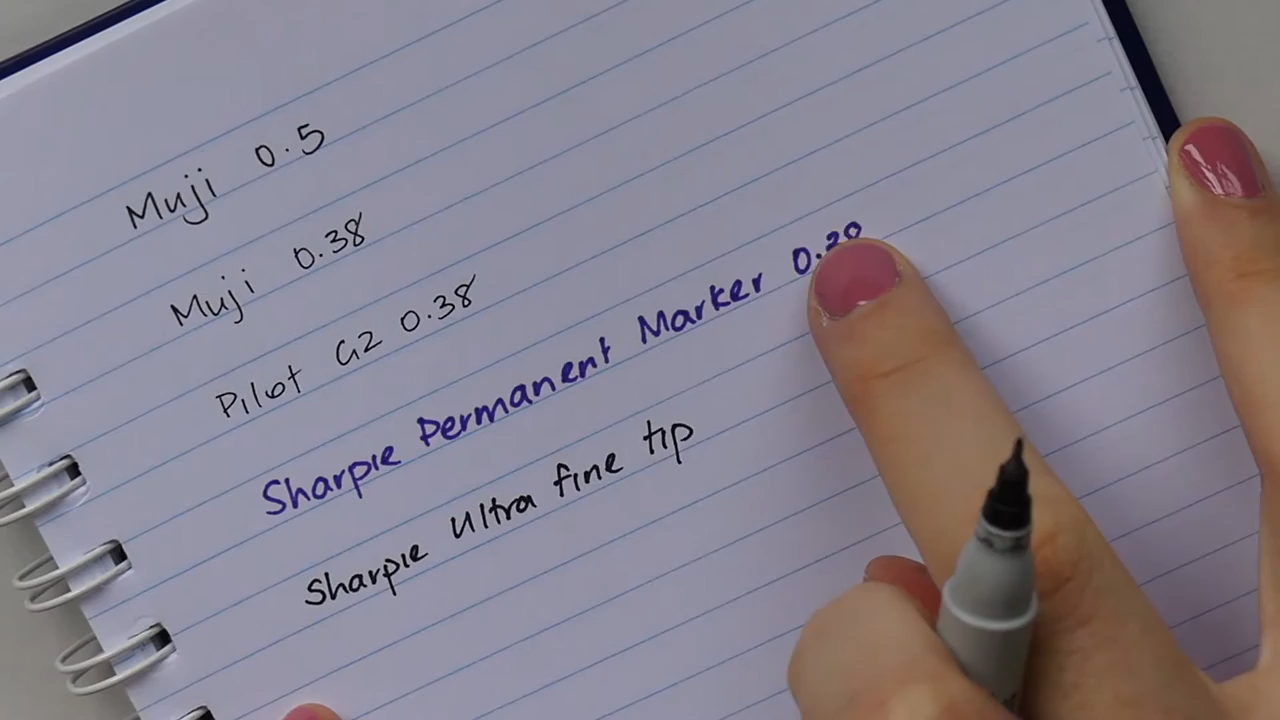 Muji 0.5
Muji 0.38
Pilot G2 0.38
Sharpie Permanent Marker
Sharpie Ultra fine tip